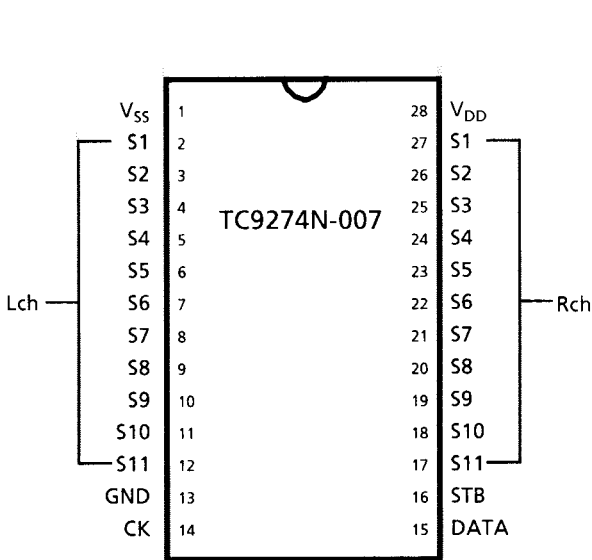 VSS 1 28 VDD
S1 2 27 S1
S2 3 26 S2
S3 4 25 S3
TC9274N-007
S4 5 24 S4
S5 6 23 S5
Lch S6 7 22 S6 Rch
S7 8 21 S7
S8 9 20 S8
S9 10 19 S9
S10 11 18 S10
S11 12 17 S11
GND 13 16 STB
CK 14 15 DATA